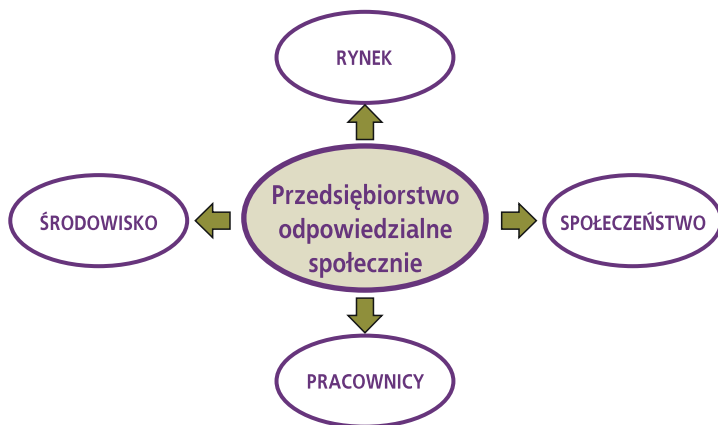 RYNEK
ŚRODOWISKO
Przedsiębiorstwo
odpowiedzialne
społecznie
SPOŁECZEŃSTWO
PRACOWNICY